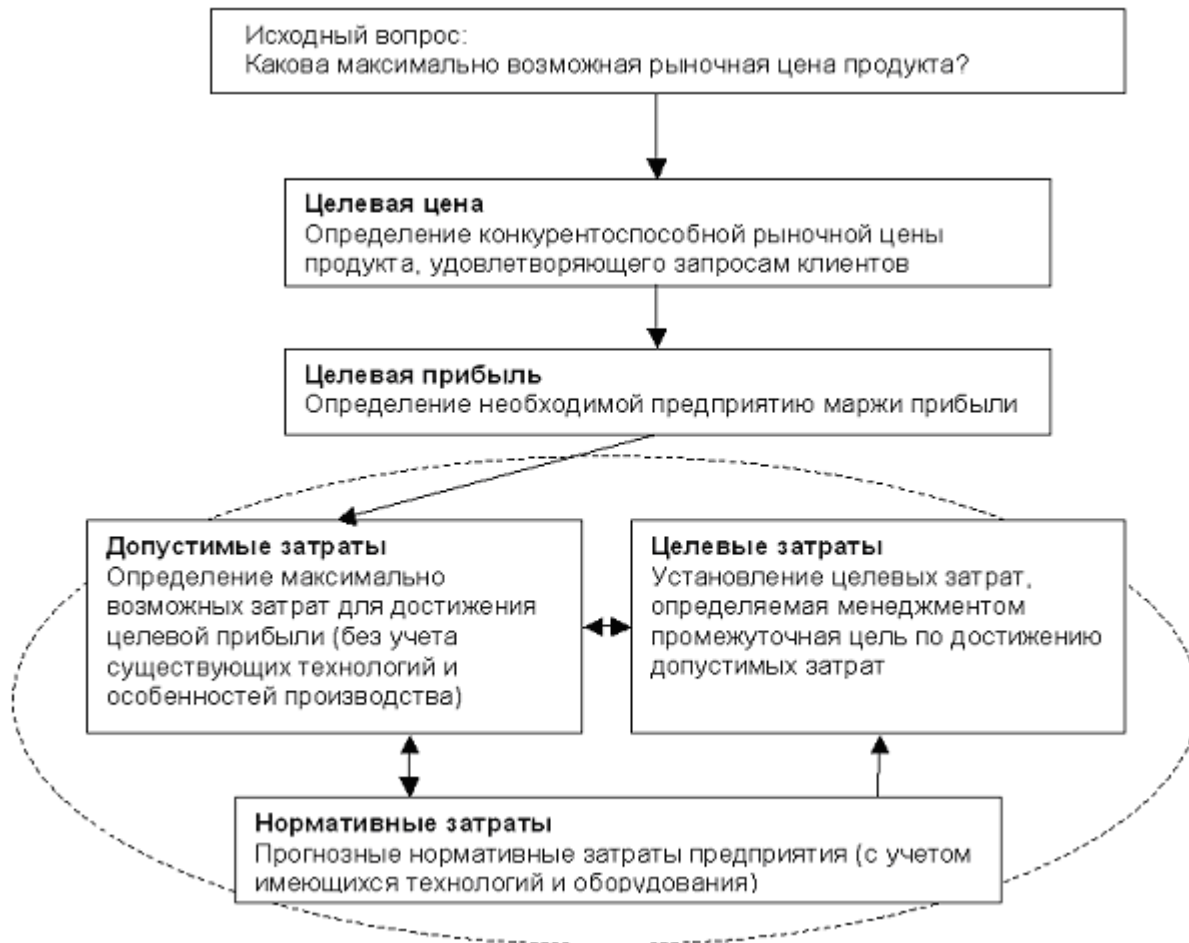 Исходный вопрос:
Какова максимально возможная рыночная цена продукта?
Целевая цена
Определение конкурентоспособной рыночной цены
продукта, удовлетворяющего запросам клиентов
Целевая прибыль
Определение необходимой предприятию маржи прибыли
Допустимые затраты
Определение максимально
возможных затрат для достижения
целевой прибыли (без учета
существующих технологий и
особенностей производства)
Целевые затраты
Установление целевых затрат,
определяемая менеджментом
промежуточная цель по достижению
допустимых затрат
Нормативные затраты
Прогнозные нормативные затраты предприятия (с учетом
имеющихся технологий и оборудования)